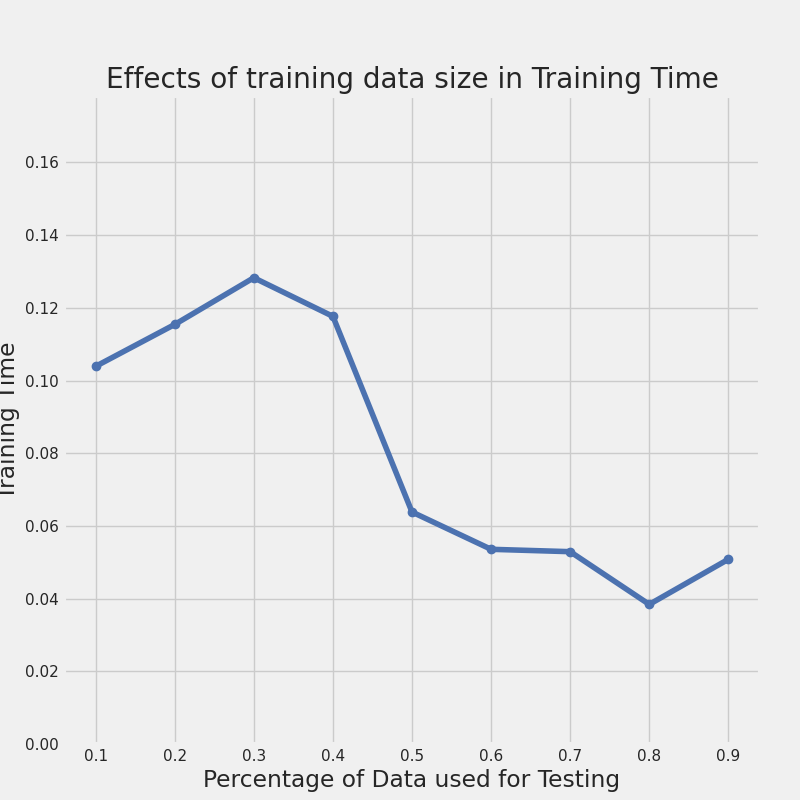 Effects of training data size in Training Time
0.16
0.14
0.12
0.10
0.08
0.06
0.04
0.02
0.00
Training Time
0.1 0.2 0.3 0.4 0.5 0.6 0.7 0.8 0.9
Percentage of Data used for Testing